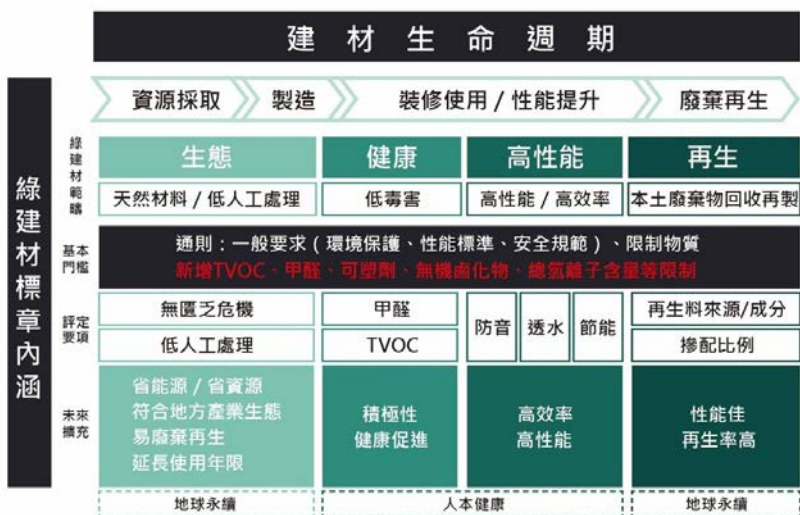 建材生命週期
綠建材標章內涵
資源採取
製造
裝修使用 / 性能提升
廢棄再生
綠建材範疇
生態
健康
高性能
再生
天然材料 / 低人工處理
低毒害
高性能 / 高效率
本土廢棄物回收再製
基本門檻
通則：一般要求（環境保護、性能標準、安全規範）、限制物質
新增TVOC、甲醛、可塑劑、無機鹵化物、總氯離子含量等限制
評定要項
無匱乏危機
甲醛
防音
透水
節能
再生料來源/成分
低人工處理
TVOC
摻配比例
未來擴充
省能源 / 省資源
符合地方產業生態
易廢棄再生
延長使用年限
積極性
健康促進
高效率
高性能
性能佳
再生率高
地球永續
人本健康
地球永續